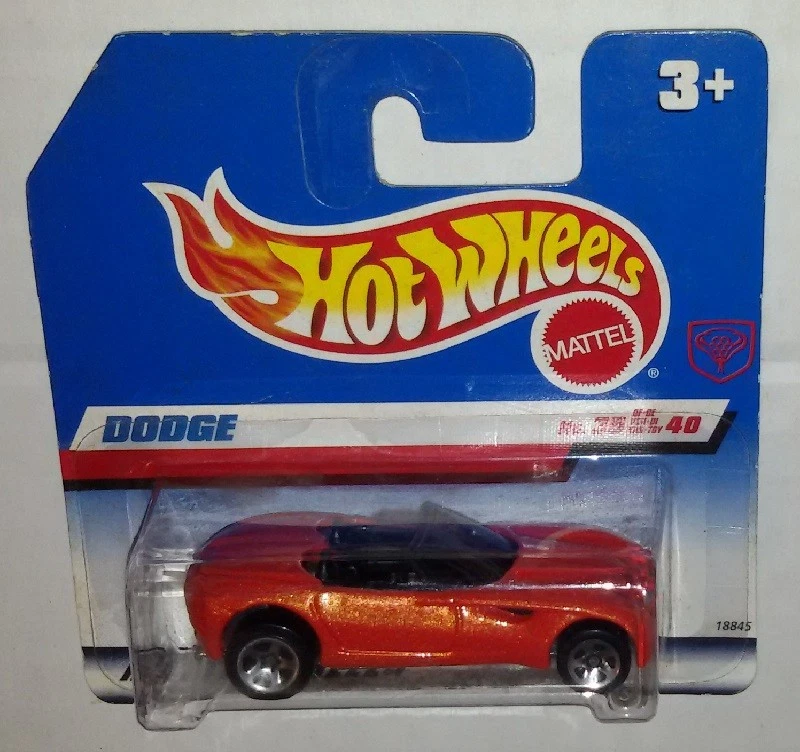 3+
HOT WHEELS
MATTEL
®
DODGE
40
18845